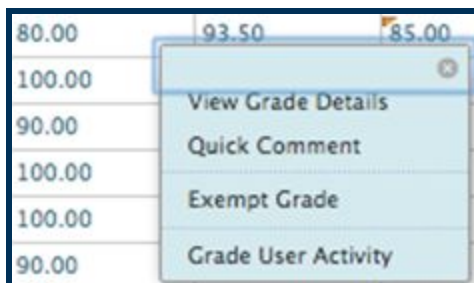 80.00 93.50 85.00
100.00
View Grade Details
90.00
Quick Comment
100.00
Exempt Grade
100.00
Grade User Activity
90.00